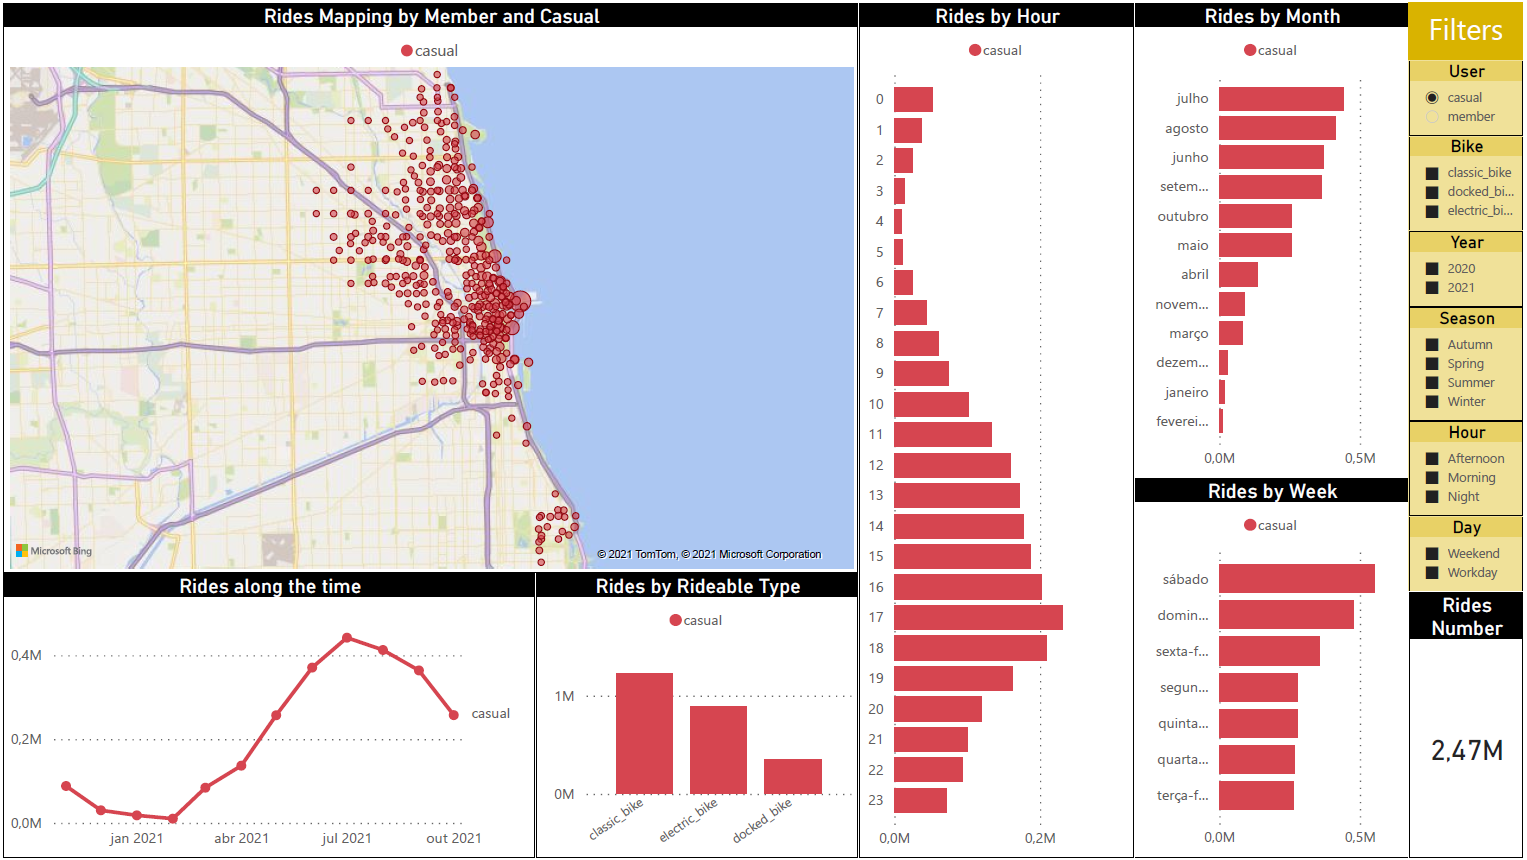 Rides Mapping by Member and Casual
casual
Microsoft Bing
© 2021 TomTom, © 2021 Microsoft Corporation
Rides along the time
0,4M
0,2M
0,0M
jan 2021
abr 2021
jul 2021
out 2021
casual
Rides by Rideable Type
casual
1M
0M
classic_bike
electric_bike
docked_bike
Rides by Hour
casual
0
1
2
3
4
5
6
7
8
9
10
11
12
13
14
15
16
17
18
19
20
21
22
23
0,0M
0,2M
Rides by Month
casual
julho
agosto
junho
setem...
outubro
maio
abril
novem...
março
dezem...
janeiro
feverei...
0,0M
0,5M
Rides by Week
casual
sábado
domin...
sexta-f...
segun...
quinta...
quarta...
terça-f...
0,0M
0,5M
Filters
User
casual
member
Bike
classic_bike
docked_bi...
electric_bi...
Year
2020
2021
Season
Autumn
Spring
Summer
Winter
Hour
Afternoon
Morning
Night
Day
Weekend
Workday
Rides
Number
2,47M